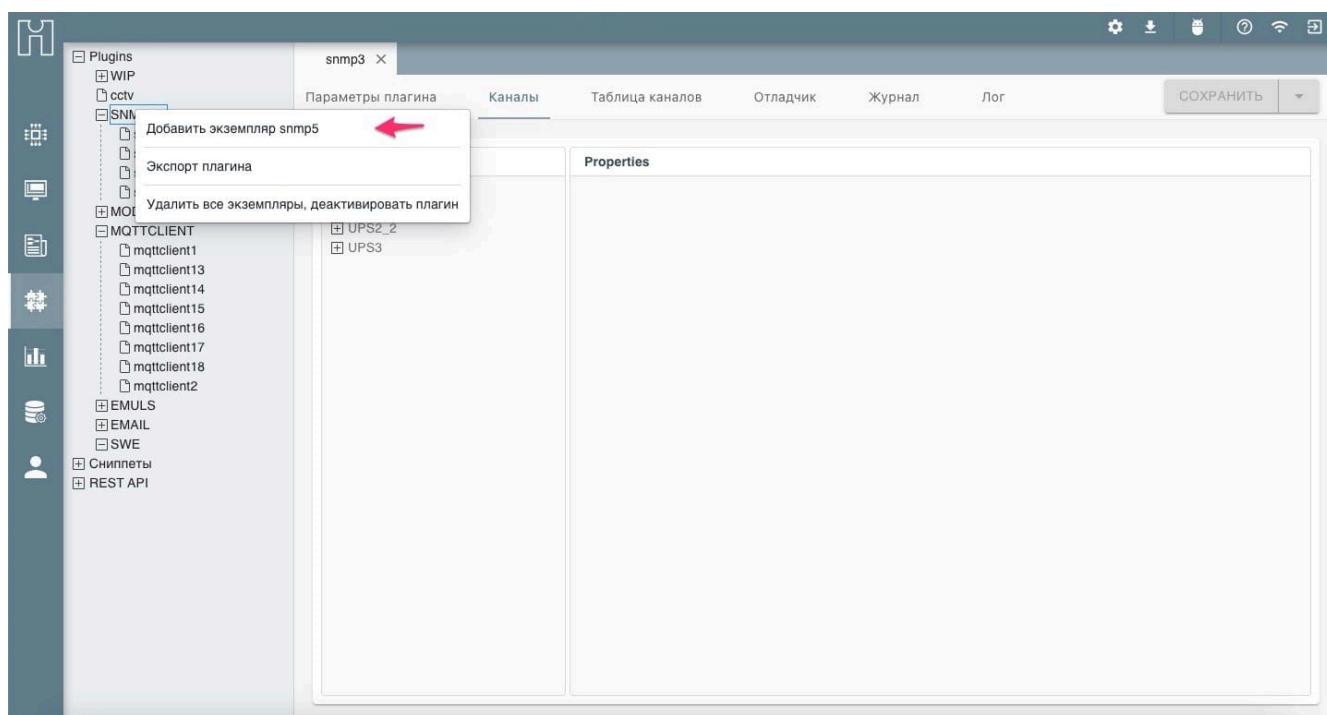 Plugins
snmp3
WIP
cctv
Параметры плагина Каналы Таблица каналов Отладчик Журнал Лог СОХРАНИТЬ
Добавить экземпляр snmp5
Экспорт плагина
Properties
Удалить все экземпляры, деактивировать плагин
MQTTCLIENT
UPS2_2
mqttclient1
UPS3
mqttclient13
mqttclient14
mqttclient15
mqttclient16
mqttclient17
mqttclient18
mqttclient2
EMULS
EMAIL
SWE
Сниппеты
REST API